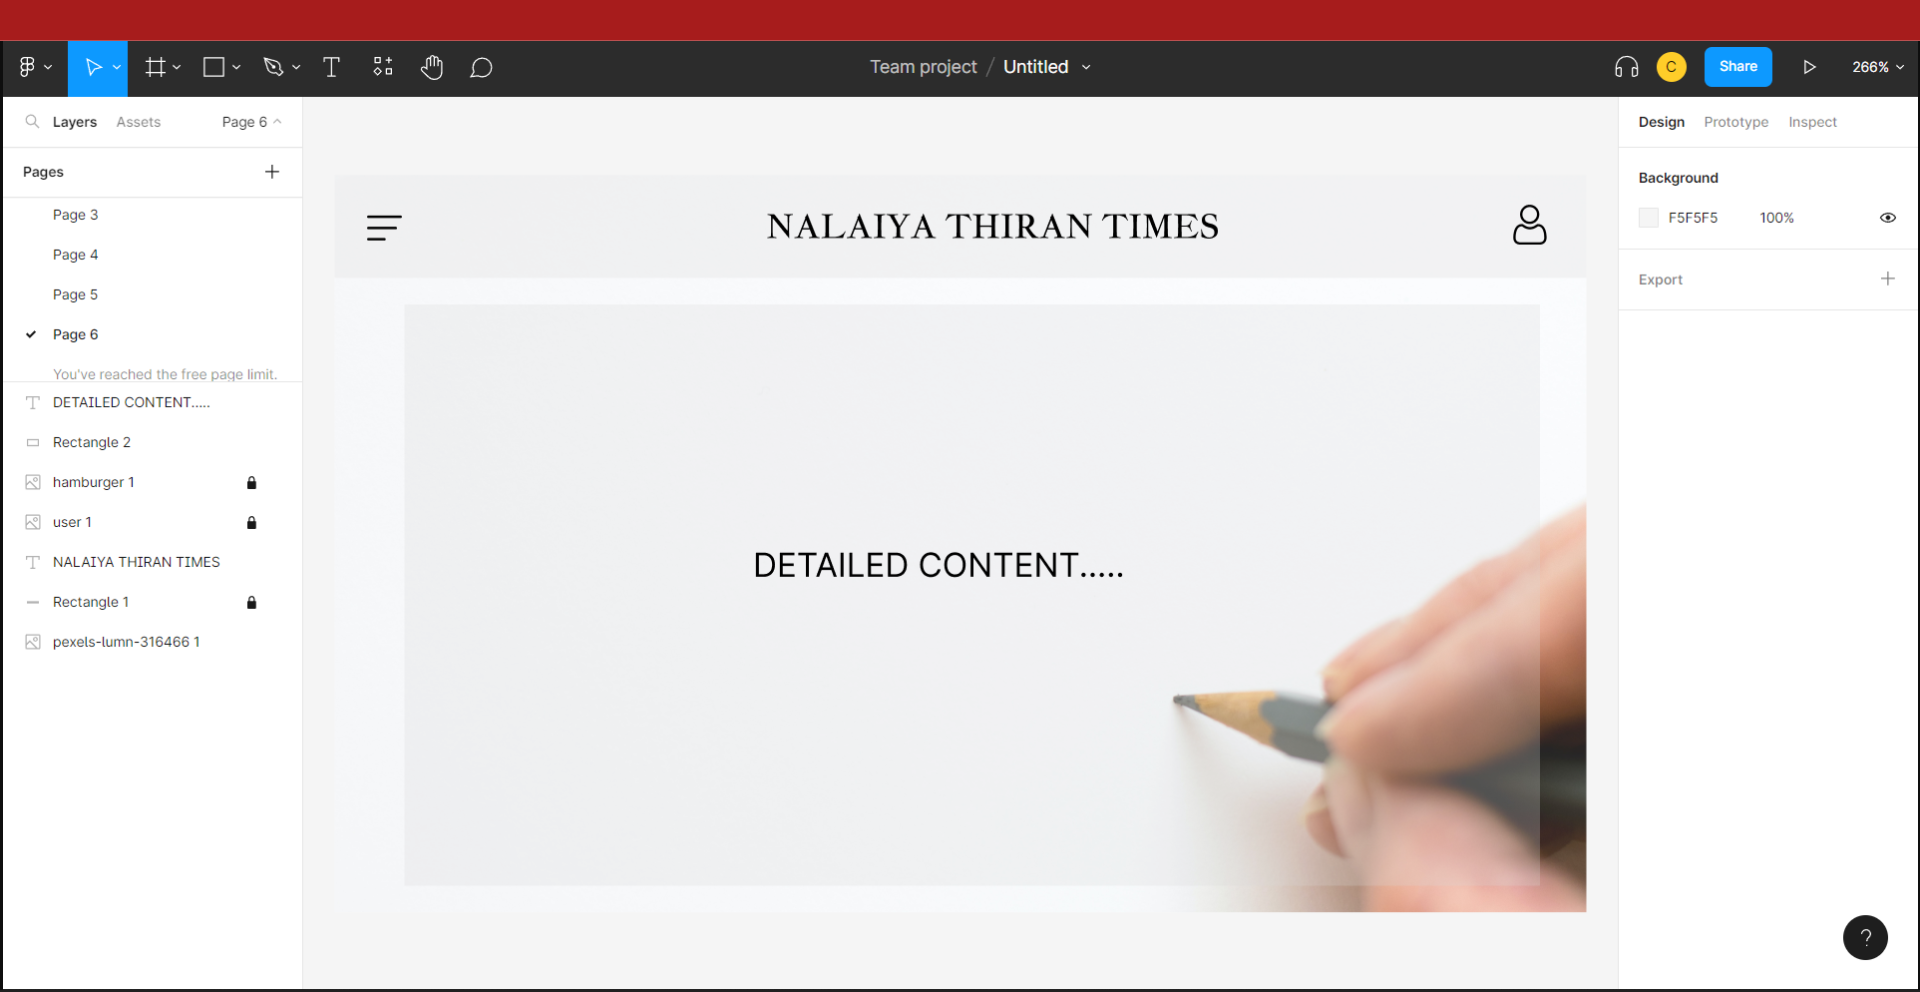 Team project / Untitled
C
Share
266%
Layers
Assets
Page 6
Pages
Page 3
Page 4
Page 5
Page 6
You've reached the free page limit.
DETAILED CONTENT.....
Rectangle 2
hamburger 1
user 1
NALAIYA THIRAN TIMES
Rectangle 1
pexels-lumn-316466 1
NALAIYA THIRAN TIMES
DETAILED CONTENT.....
Design
Prototype
Inspect
Background
F5F5F5
100%
Export
?